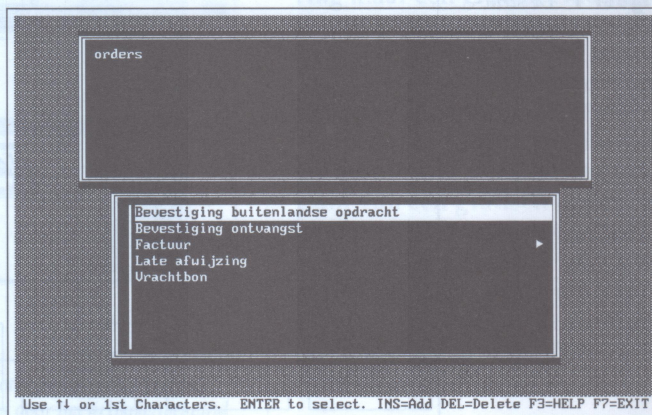 orders
Bevestiging buitenlandse opdracht
Bevestiging ontvangst
Factuur
Late afwijzing
Vrachtbon
Use ↑↓ or 1st Characters. ENTER to select. INS=Add DEL=Delete F3=HELP F7=EXIT